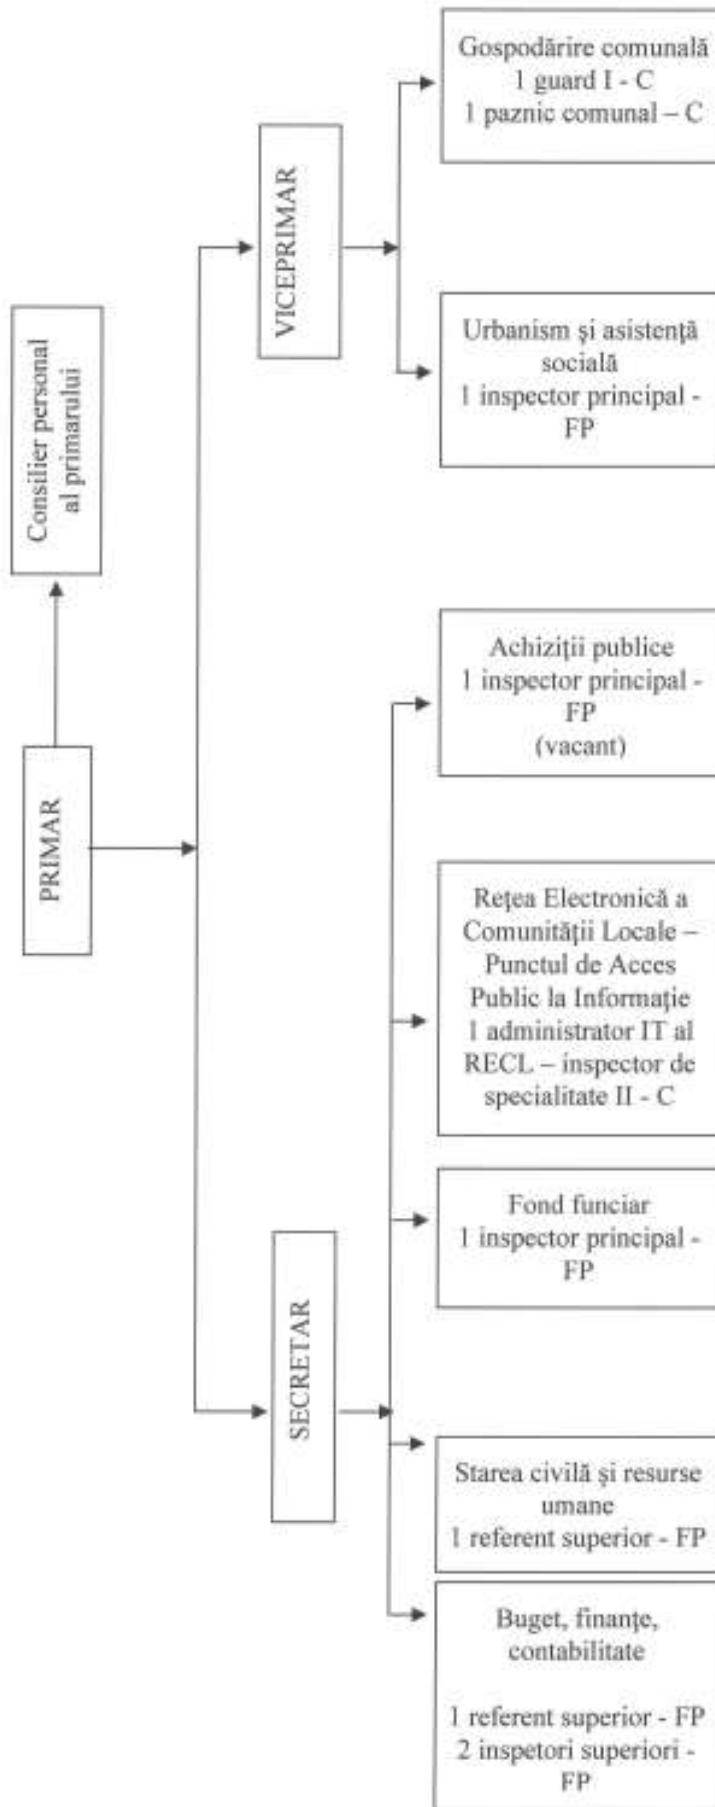 Gospodărire comunală
1 guard I - C
1 paznic comunal – C
VICEPRIMAR
Consilier personal
al primarului
Urbanism şi asistenţă
socială
1 inspector principal -
FP
Achiziţii publice
1 inspector principal -
FP
(vacant)
PRIMAR
Reţea Electronică a
Comunităţii Locale –
Punctul de Acces
Public la Informaţie
1 administrator IT al
RECL – inspector de
specialitate II - C
Fond funciar
1 inspector principal -
FP
SECRETAR
Starea civilă şi resurse
umane
1 referent superior - FP
Buget, finanţe,
contabilitate
1 referent superior - FP
2 inspetori superiori -
FP